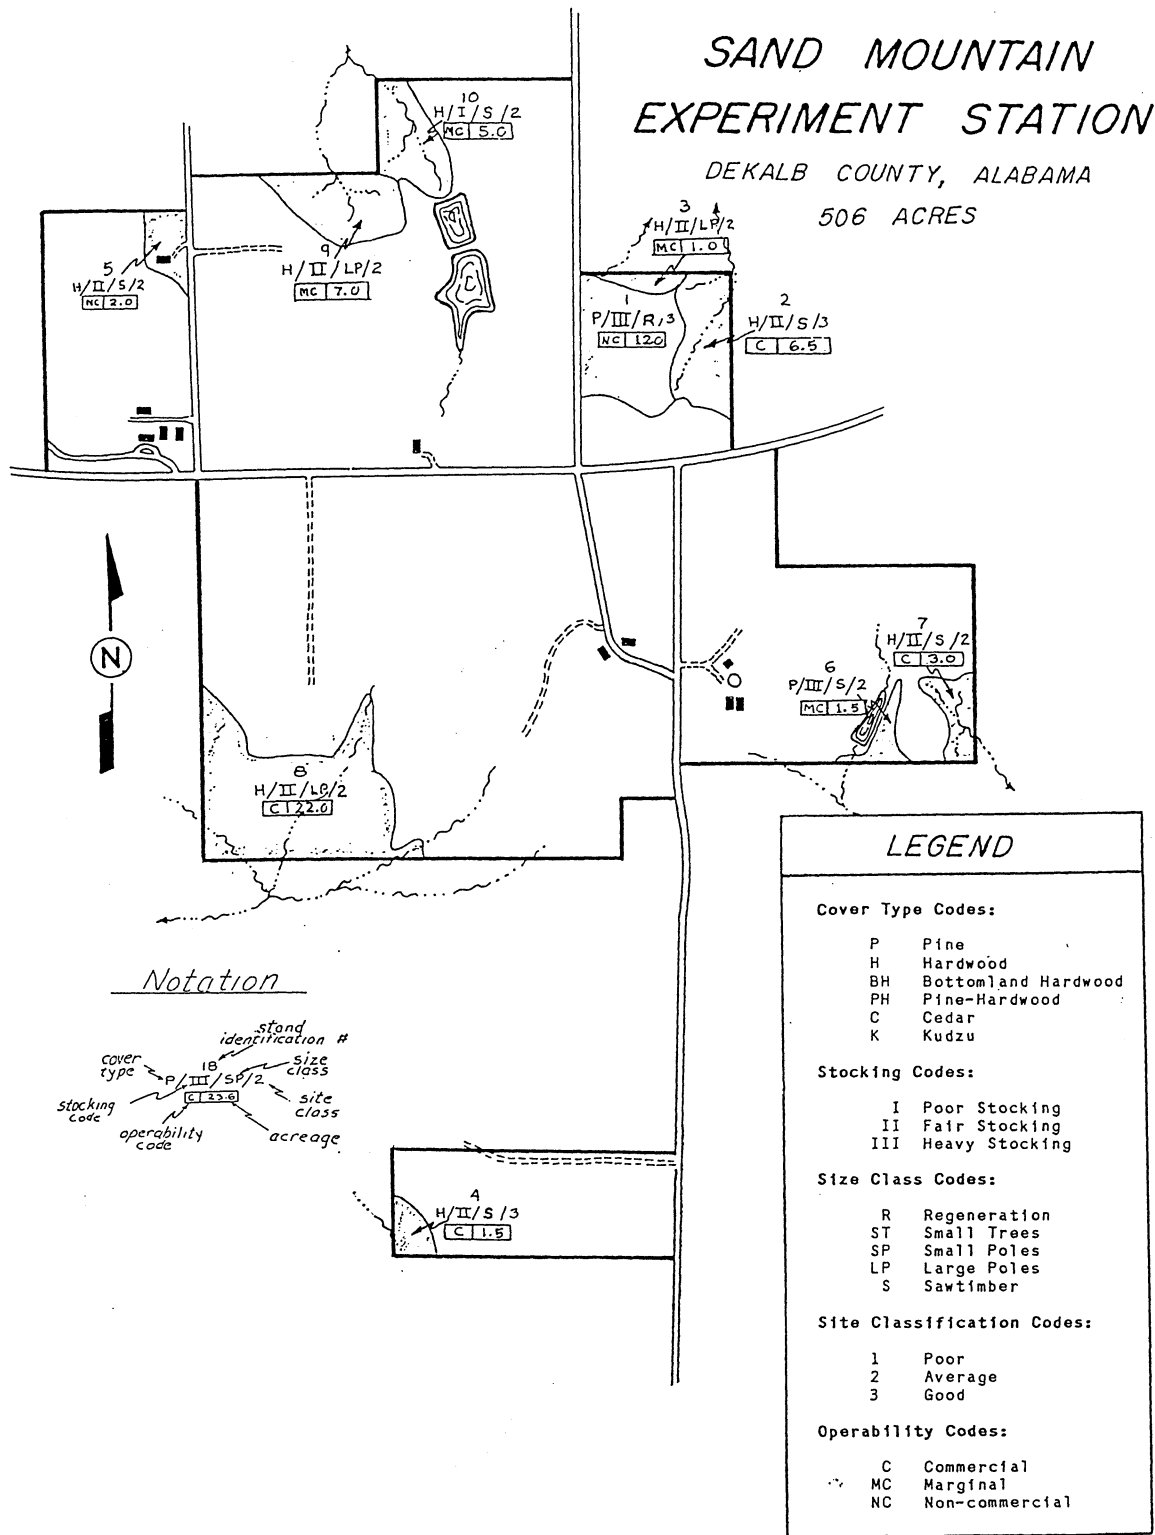 SAND MOUNTAIN
EXPERIMENT STATION
DEKALB COUNTY, ALABAMA
506 ACRES
10
H/I/S/2
MC 5.0
3
H/II/LP/2
MC 1.0
9
H/II/LP/2
MC 7.0
5
H/II/S/2
NC 2.0
1
P/III/R/3
NC 12.0
2
H/II/S/3
C 6.5
N
7
H/II/S/2
C 3.0
6
P/III/S/2
MC 1.5
8
H/II/LP/2
C 22.0
Notation
stand
identification #
cover
type
18
size
class
P/III/SP/2
stocking
code
C 23.6
site
class
operability
code
acreage
4
H/II/S/3
C 1.5
LEGEND
Cover Type Codes:
P Pine
H Hardwood
BH Bottomland Hardwood
PH Pine-Hardwood
C Cedar
K Kudzu
Stocking Codes:
I Poor Stocking
II Fair Stocking
III Heavy Stocking
Size Class Codes:
R Regeneration
ST Small Trees
SP Small Poles
LP Large Poles
S Sawtimber
Site Classification Codes:
1 Poor
2 Average
3 Good
Operability Codes:
C Commercial
MC Marginal
NC Non-commercial